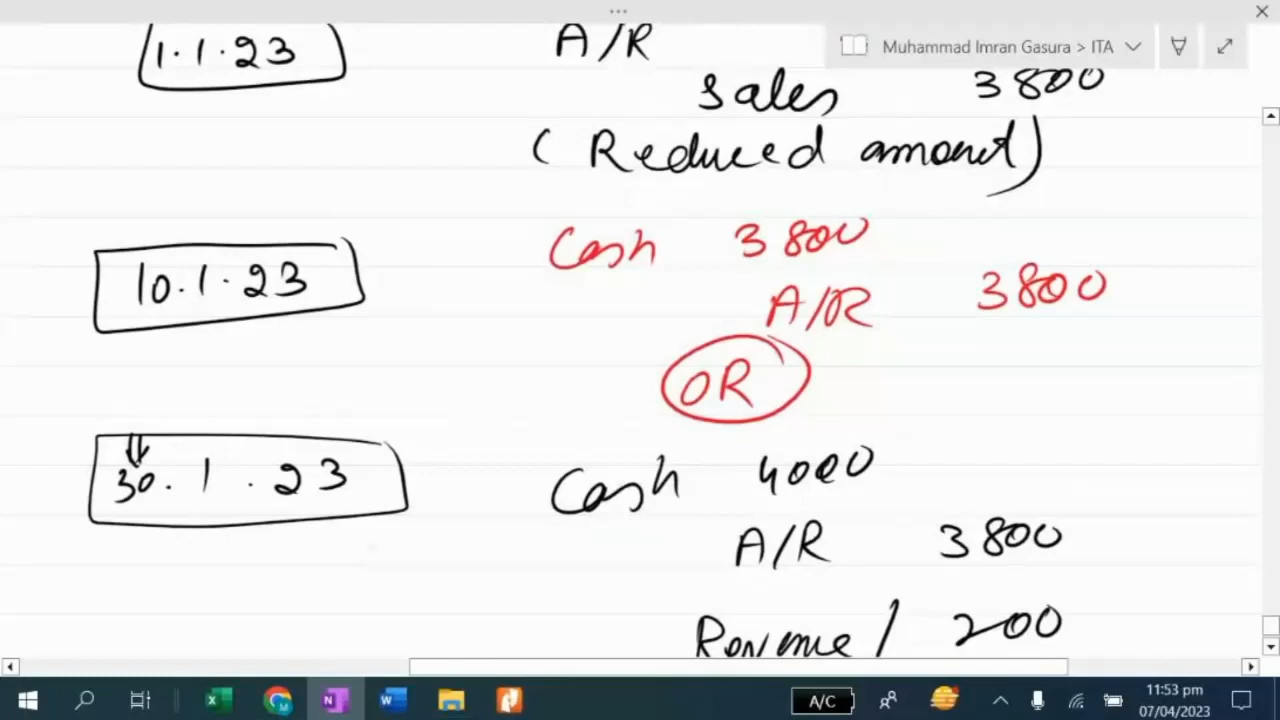 Muhammad Imran Gasura > ITA
1.1.23 A/R
Sales 3800
(Reduced amount)
10.1.23 Cash 3800
A/R 3800
OR
30.1.23 Cash 4000
A/R 3800
Revenue/ 200
A/C
11:53 pm
07/04/2023